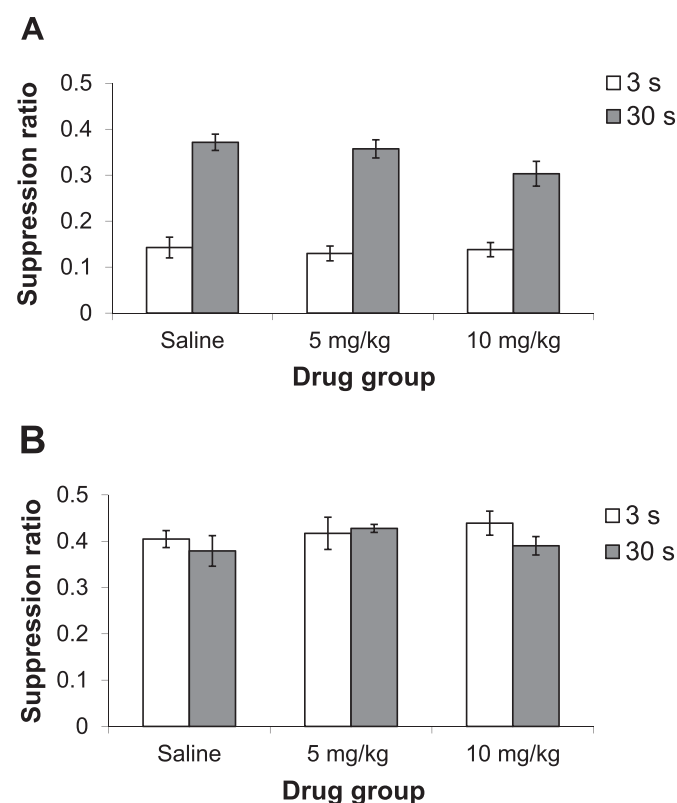 A
Suppression ratio
0.5
0.4
0.3
0.2
0.1
0
3 s
30 s
Saline 5 mg/kg 10 mg/kg
Drug group
B
Suppression ratio
0.5
0.4
0.3
0.2
0.1
0
3 s
30 s
Saline 5 mg/kg 10 mg/kg
Drug group